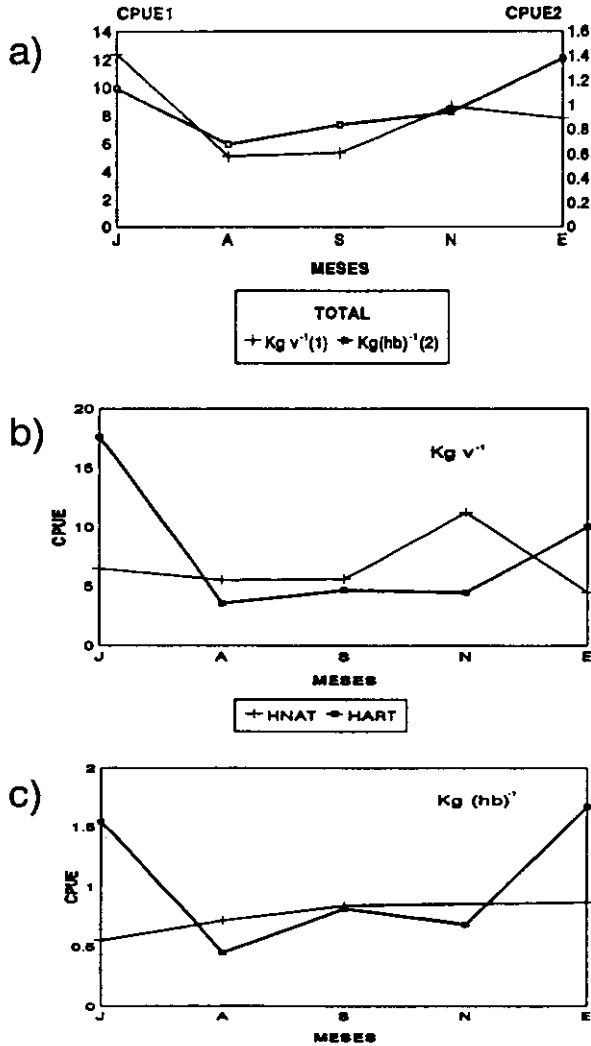 a)
CPUE1 CPUE2
14 1.6
12 1.4
10 1.2
8 1
6 0.8
4 0.6
2 0.4
0 0.2
0
J A S N E
MESES
TOTAL
Kg v⁻¹(1) Kg(hb)⁻¹(2)
b)
20
15
10
5
0
CPUE
Kg v⁻¹
J A S N E
MESES
HNAT HART
c)
2
1.5
1
0.5
0
CPUE
Kg (hb)⁻¹
J A S N E
MESES